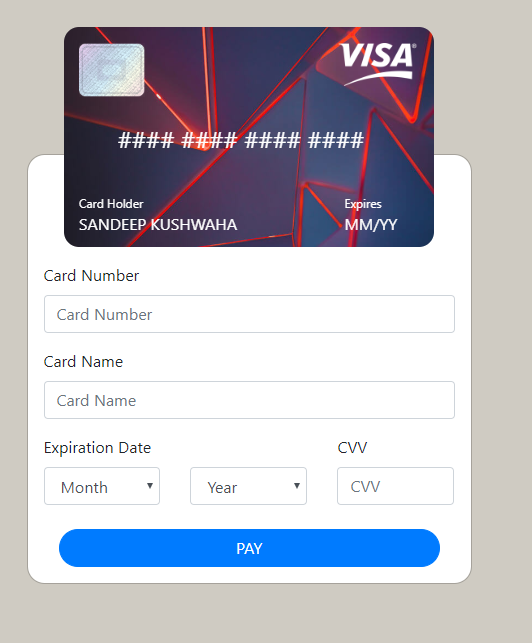 VISA
#### #### #### ####
Card Holder
Expires
SANDEEP KUSHWAHA
MM/YY
Card Number
Card Number
Card Name
Card Name
Expiration Date
CVV
Month
Year
CVV
PAY